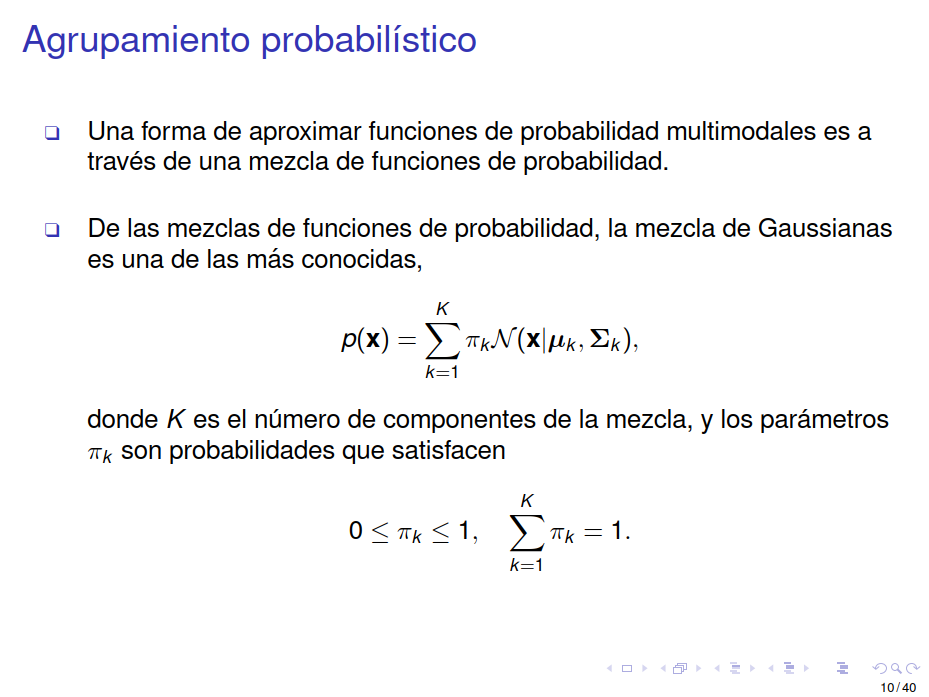 Agrupamiento probabilístico
❑ Una forma de aproximar funciones de probabilidad multimodales es a
través de una mezcla de funciones de probabilidad.
❑ De las mezclas de funciones de probabilidad, la mezcla de Gaussianas
es una de las más conocidas,
p(𝐱) = ∑_{k=1}^{K} π_k 𝒩(𝐱|𝛍_k, 𝚺_k),
donde K es el número de componentes de la mezcla, y los parámetros
π_k son probabilidades que satisfacen
0 ≤ π_k ≤ 1, ∑_{k=1}^{K} π_k = 1.
10 / 40